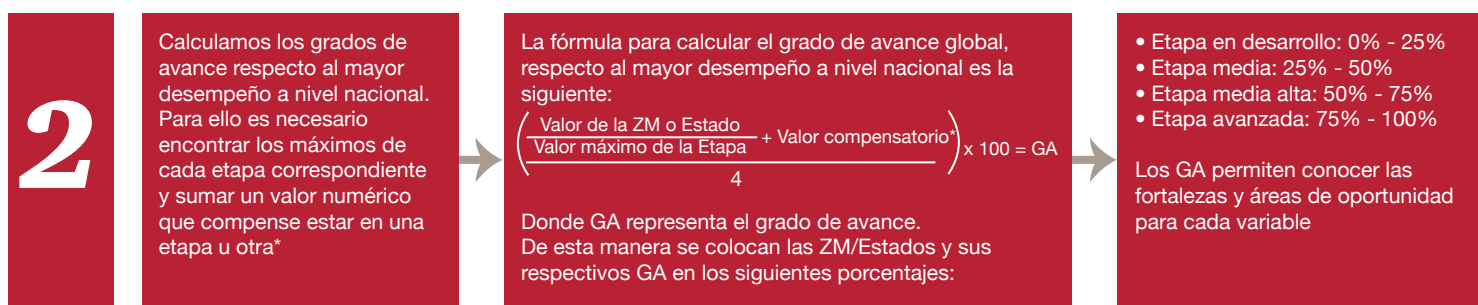 2
Calculamos los grados de
avance respecto al mayor
desempeño a nivel nacional.
Para ello es necesario
encontrar los máximos de
cada etapa correspondiente
y sumar un valor numérico
que compense estar en una
etapa u otra*
La fórmula para calcular el grado de avance global,
respecto al mayor desempeño a nivel nacional es la
siguiente:
Valor de la ZM o Estado
Valor máximo de la Etapa + Valor compensatorio*
4
x 100 = GA
Donde GA representa el grado de avance.
De esta manera se colocan las ZM/Estados y sus
respectivos GA en los siguientes porcentajes:
• Etapa en desarrollo: 0% - 25%
• Etapa media: 25% - 50%
• Etapa media alta: 50% - 75%
• Etapa avanzada: 75% - 100%
Los GA permiten conocer las
fortalezas y áreas de oportunidad
para cada variable